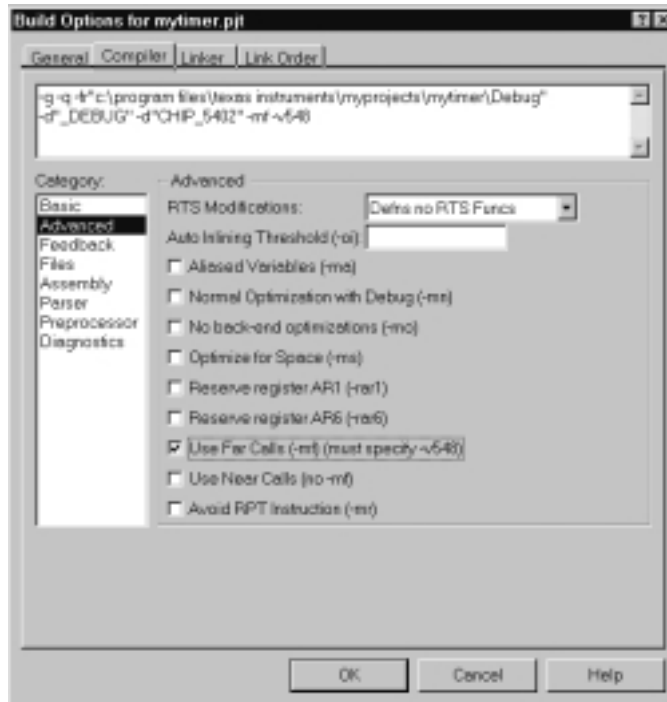 Build Options for mytimer.pjt
General Compiler Linker Link Order
-g -q -fr"c:\program files\texas instruments\myprojects\mytimer\Debug"
-d"_DEBUG" -d"CHIP_5402" -mf -v548
Category:
Basic
Advanced
Feedback
Files
Assembly
Parser
Preprocessor
Diagnostics
Advanced
RTS Modifications: Defns no RTS Funcs
Auto Inlining Threshold (-oi):
Aliased Variables (-ma)
Normal Optimization with Debug (-mn)
No back-end optimizations (-mo)
Optimize for Space (-ms)
Reserve register AR1 (-rar1)
Reserve register AR6 (-rar6)
Use Far Calls (-mf) (must specify -v548)
Use Near Calls (no -mf)
Avoid RPT Instruction (-mr)
OK Cancel Help